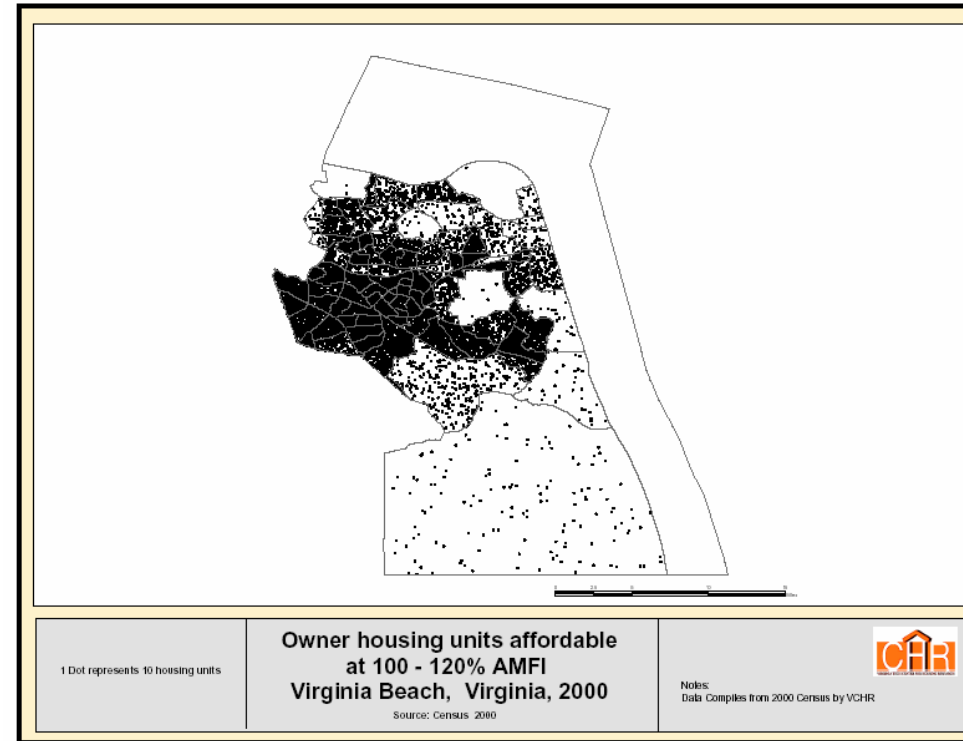 1 Dot represents 10 housing units
Owner housing units affordable
at 100 - 120% AMFI
Virginia Beach, Virginia, 2000
Source: Census 2000
Notes:
Data Compiles from 2000 Census by VCHR
CHR